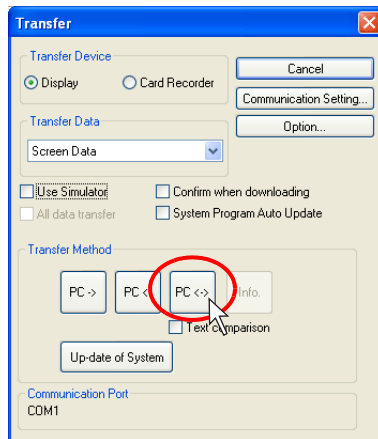 Transfer
Transfer Device
Display Card Recorder
Cancel
Communication Setting...
Transfer Data
Option...
Screen Data
Use Simulator Confirm when downloading
All data transfer System Program Auto Update
Transfer Method
PC -> PC <- PC <-> Info.
Text comparison
Up-date of System
Communication Port
COM1